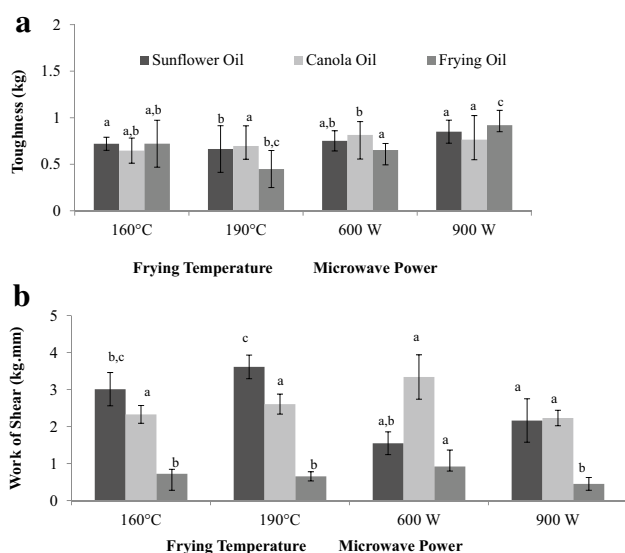 a
2
1.5
1
0.5
0
Toughness (kg)
Sunflower Oil Canola Oil Frying Oil
a a,b a,b b a b,c a,b b a a a c
160°C 190°C 600 W 900 W
Frying Temperature Microwave Power
b
5
4
3
2
1
0
Work of Shear (kg.mm)
b,c a b c a b a,b a a a a b
160°C 190°C 600 W 900 W
Frying Temperature Microwave Power